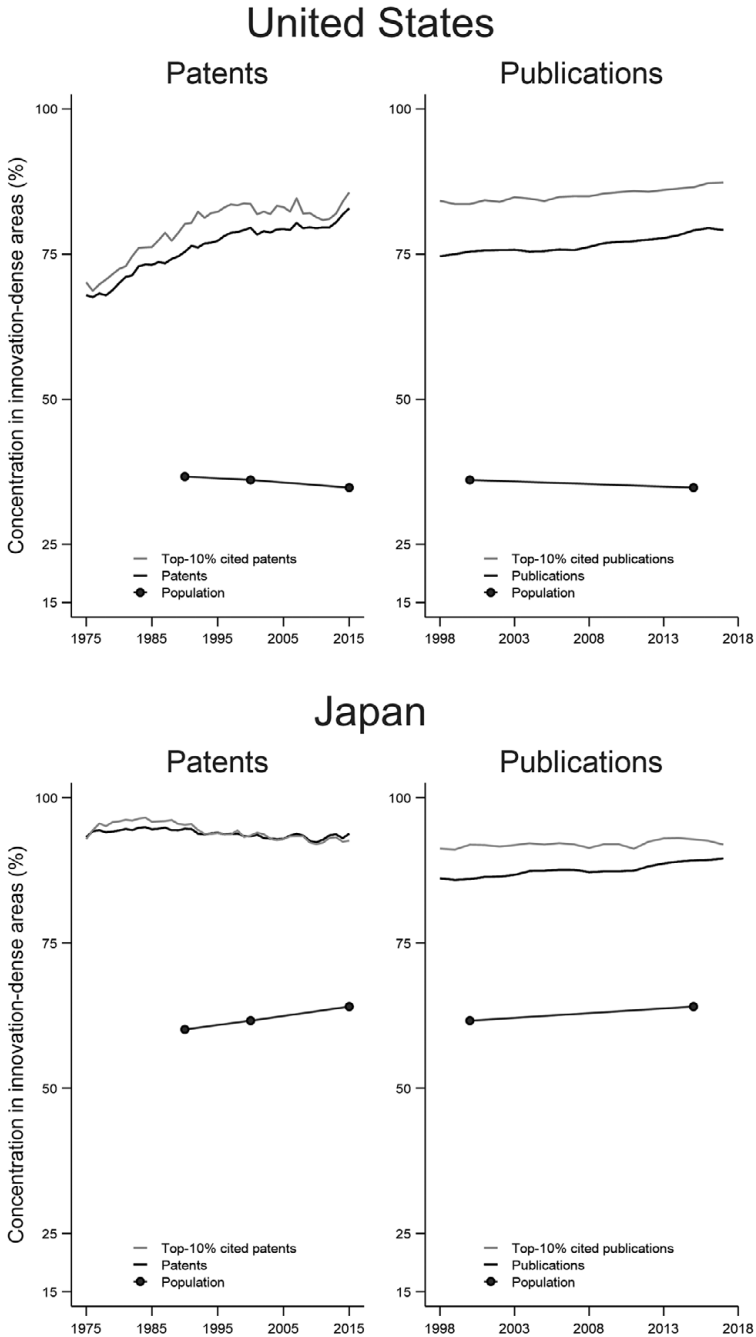 United States
Patents
Publications
Concentration in innovation-dense areas (%)
100
75
50
25
15
Top-10% cited patents
Patents
Population
1975 1985 1995 2005 2015
100
75
50
25
15
Top-10% cited publications
Publications
Population
1998 2003 2008 2013 2018
Japan
Patents
Publications
Concentration in innovation-dense areas (%)
100
75
50
25
15
Top-10% cited patents
Patents
Population
1975 1985 1995 2005 2015
100
75
50
25
15
Top-10% cited publications
Publications
Population
1998 2003 2008 2013 2018